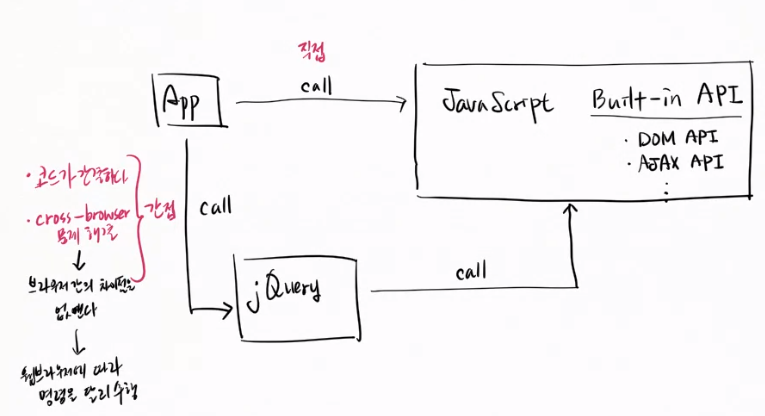 직접
call
App
JavaScript
Built-in API
· DOM API
· AJAX API
⋮
· 코드가 간결하다
· cross-browser
문제 해결
간접
call
브라우저 간의 차이점을
없앤다
웹브라우저에 따라
명령을 달리 수행
jQuery
call